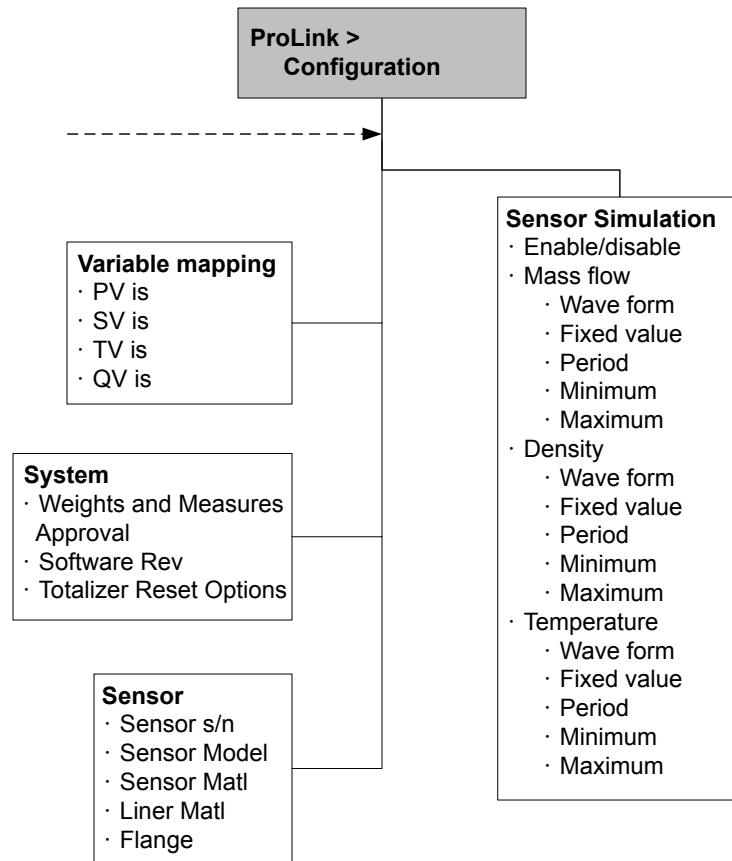 ProLink >
Configuration
Variable mapping
· PV is
· SV is
· TV is
· QV is
System
· Weights and Measures
Approval
· Software Rev
· Totalizer Reset Options
Sensor
· Sensor s/n
· Sensor Model
· Sensor Matl
· Liner Matl
· Flange
Sensor Simulation
· Enable/disable
· Mass flow
· Wave form
· Fixed value
· Period
· Minimum
· Maximum
· Density
· Wave form
· Fixed value
· Period
· Minimum
· Maximum
· Temperature
· Wave form
· Fixed value
· Period
· Minimum
· Maximum